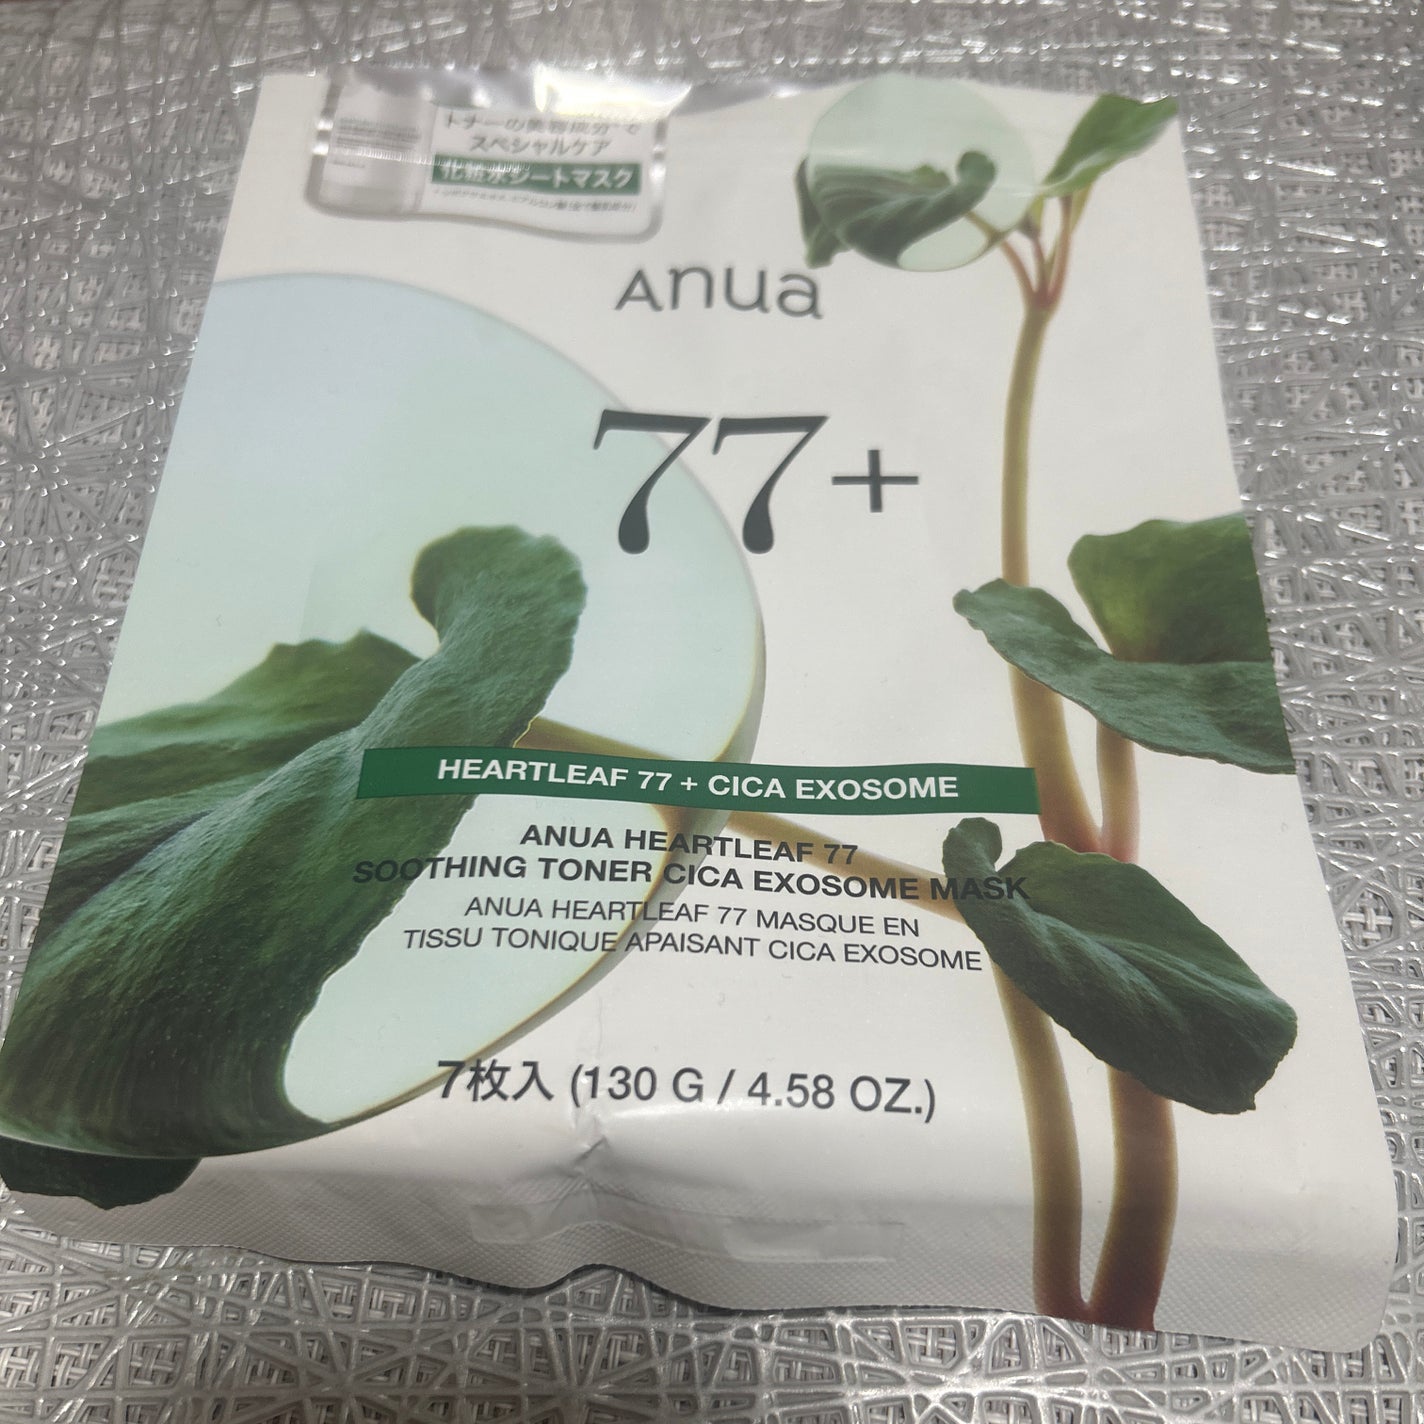 トナーの美容成分*で
スペシャルケア
化粧水シートマスク
Anua
77+
HEARTLEAF 77 + CICA EXOSOME
ANUA HEARTLEAF 77
SOOTHING TONER CICA EXOSOME MASK
ANUA HEARTLEAF 77 MASQUE EN
TISSU TONIQUE APAISANT CICA EXOSOME
7枚入 (130 G / 4.58 OZ.)